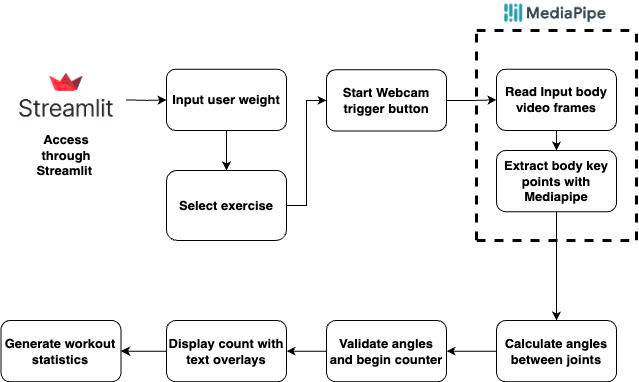 MediaPipe
Streamlit
Access
through
Streamlit
Input user weight
Select exercise
Start Webcam
trigger button
Read Input body
video frames
Extract body key
points with
Mediapipe
Calculate angles
between joints
Validate angles
and begin counter
Display count with
text overlays
Generate workout
statistics